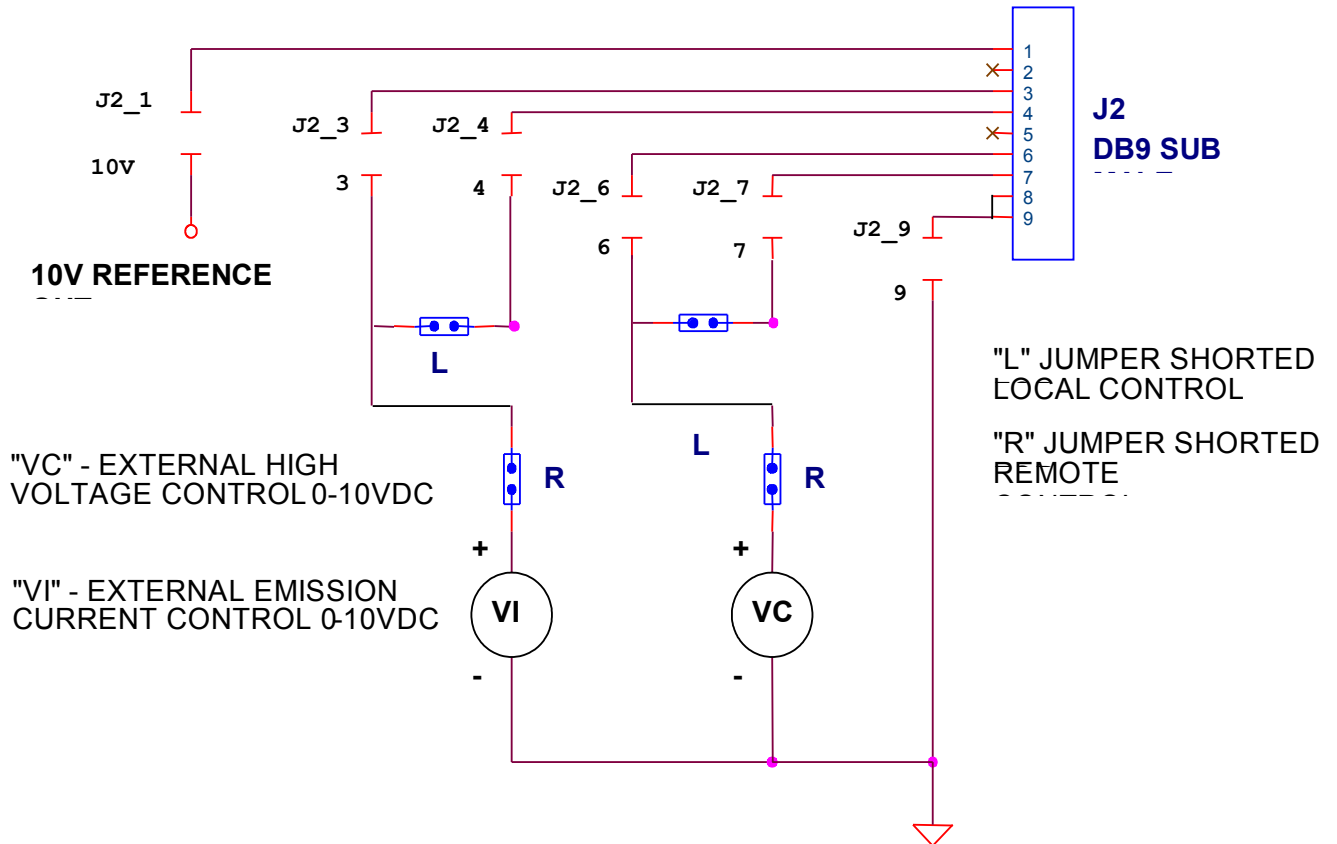 1
2
3
4
5
6
7
8
9
J2
DB9 SUB
J2_1
10V
10V REFERENCE
J2_3
3
J2_4
4
J2_6
6
J2_7
7
J2_9
9
L
L
R
R
"L" JUMPER SHORTED
LOCAL CONTROL
"R" JUMPER SHORTED
REMOTE
"VC" - EXTERNAL HIGH
VOLTAGE CONTROL 0-10VDC
"VI" - EXTERNAL EMISSION
CURRENT CONTROL 0-10VDC
+
VI
-
+
VC
-